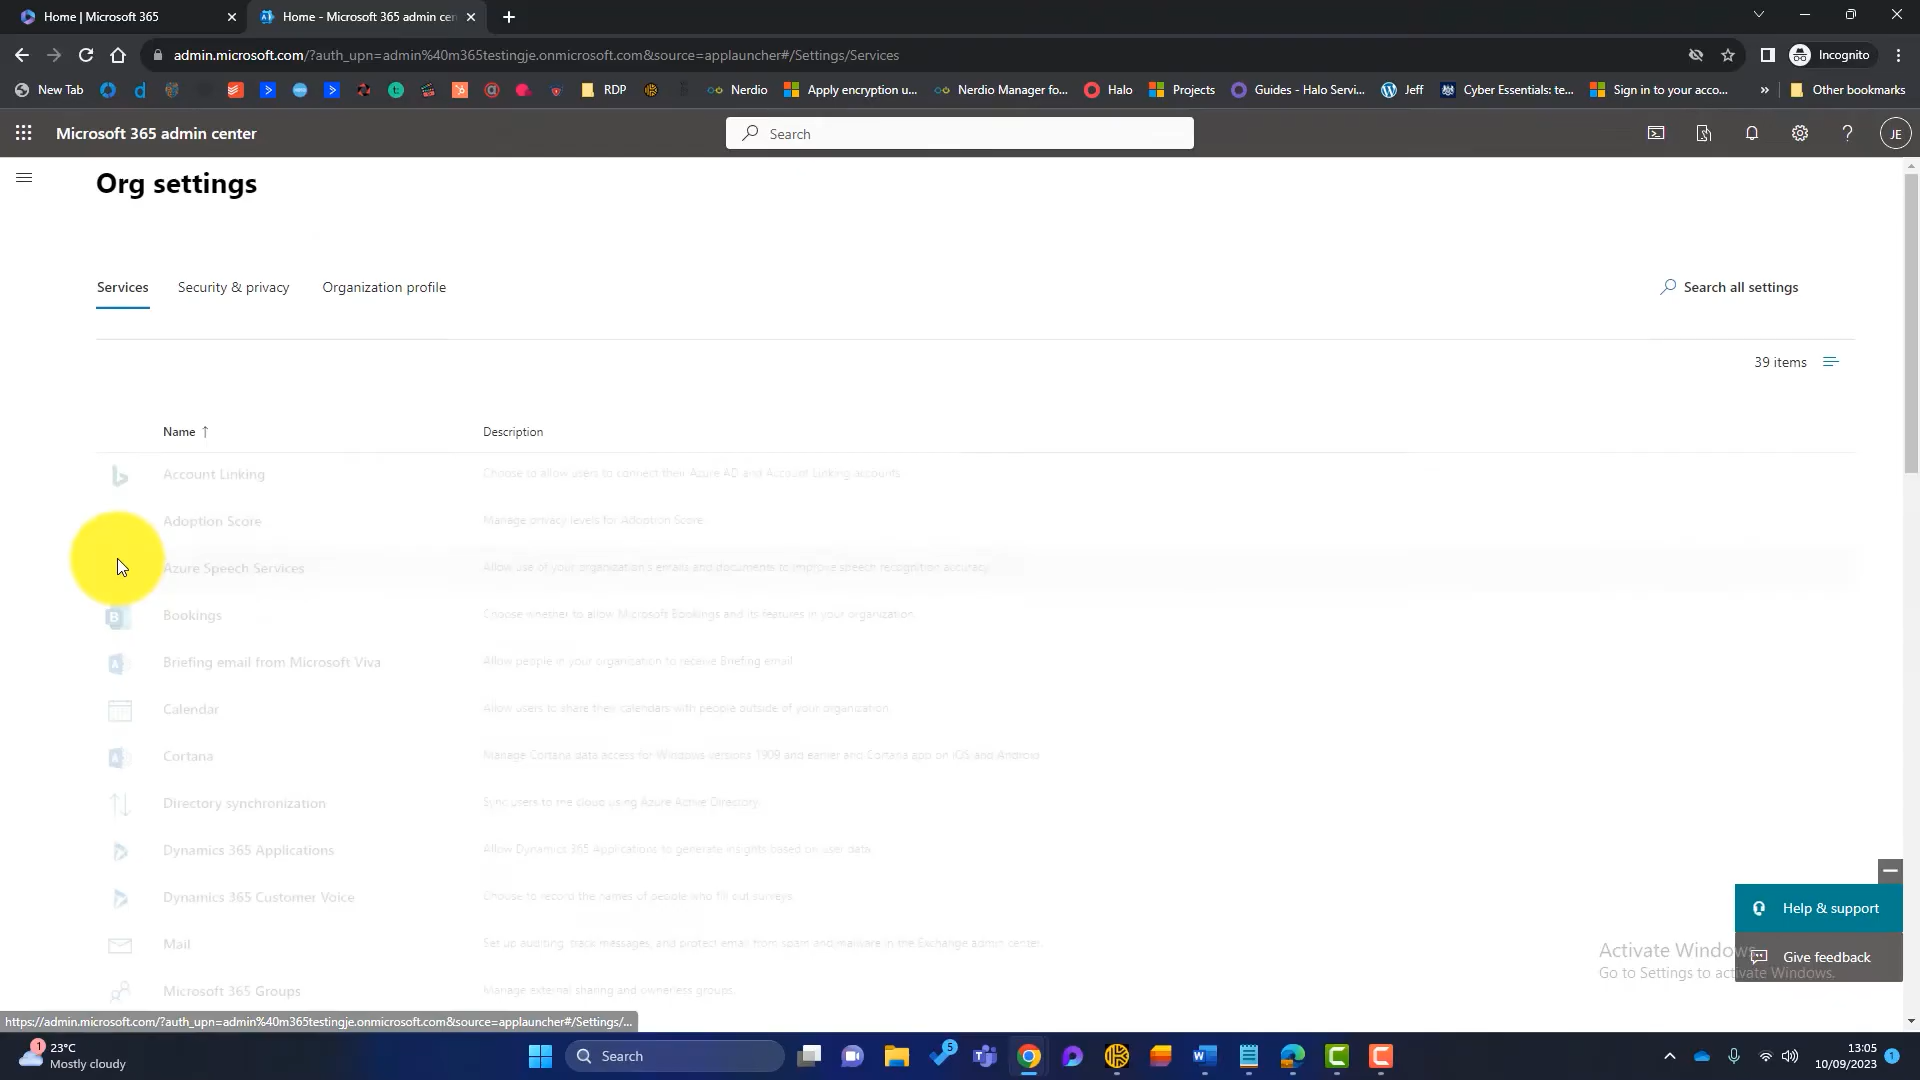 Home | Microsoft 365
Home - Microsoft 365 admin cen
admin.microsoft.com/?auth_upn=admin%40m365testingje.onmicrosoft.com&source=applauncher#/Settings/Services
Incognito
New Tab
RDP
Nerdio
Apply encryption u...
Nerdio Manager fo...
Halo
Projects
Guides - Halo Servi...
Jeff
Cyber Essentials: te...
Sign in to your acco...
Other bookmarks
Microsoft 365 admin center
Search
JE
Org settings
Services
Security & privacy
Organization profile
Search all settings
39 items
Name ↑
Description
Account Linking
Choose to allow users to connect their Azure AD and Account Linking accounts
Adoption Score
Manage privacy levels for Adoption Score
Azure Speech Services
Allow use of your organization's emails and documents to improve speech recognition accuracy
Bookings
Choose whether to allow Microsoft Bookings and its features in your organization.
Briefing email from Microsoft Viva
Allow people in your organization to receive Briefing email
Calendar
Allow users to share their calendars with people outside of your organization.
Cortana
Manage Cortana data access for Windows versions 1909 and earlier and Cortana app on iOS and Android
Directory synchronization
Sync users to the cloud using Azure Active Directory
Dynamics 365 Applications
Allow Dynamics 365 Applications to generate insights based on user data.
Dynamics 365 Customer Voice
Choose to record the names of people who fill out surveys.
Mail
Set up auditing, track messages, and protect email from spam and malware in the Exchange admin center.
Microsoft 365 Groups
Manage external sharing and ownerless groups.
Help & support
Give feedback
Activate Windows
Go to Settings to activate Windows.
https://admin.microsoft.com/?auth_upn=admin%40m365testingje.onmicrosoft.com&source=applauncher#/Settings/...
1
23°C
Mostly cloudy
Search
5
13:05
10/09/2023
1